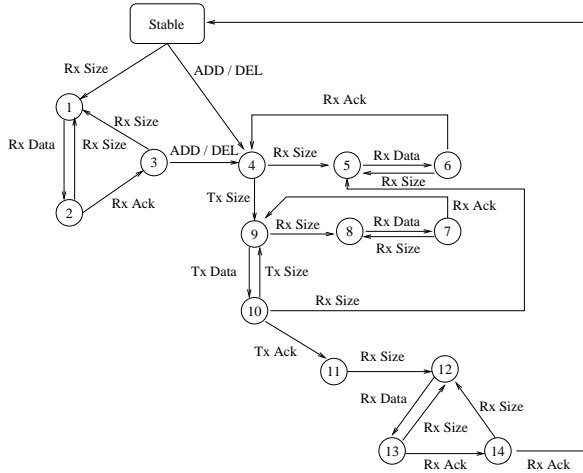 Stable
Rx Size
ADD / DEL
1
Rx Ack
Rx Size
Rx Data
Rx Size
3
ADD / DEL
4
Rx Size
5
Rx Data
6
Rx Size
2
Rx Ack
Tx Size
Rx Ack
9
Rx Size
8
Rx Data
7
Rx Size
Tx Data
Tx Size
10
Rx Size
Tx Ack
11
Rx Size
12
Rx Data
Rx Size
Rx Size
13
Rx Ack
14
Rx Ack